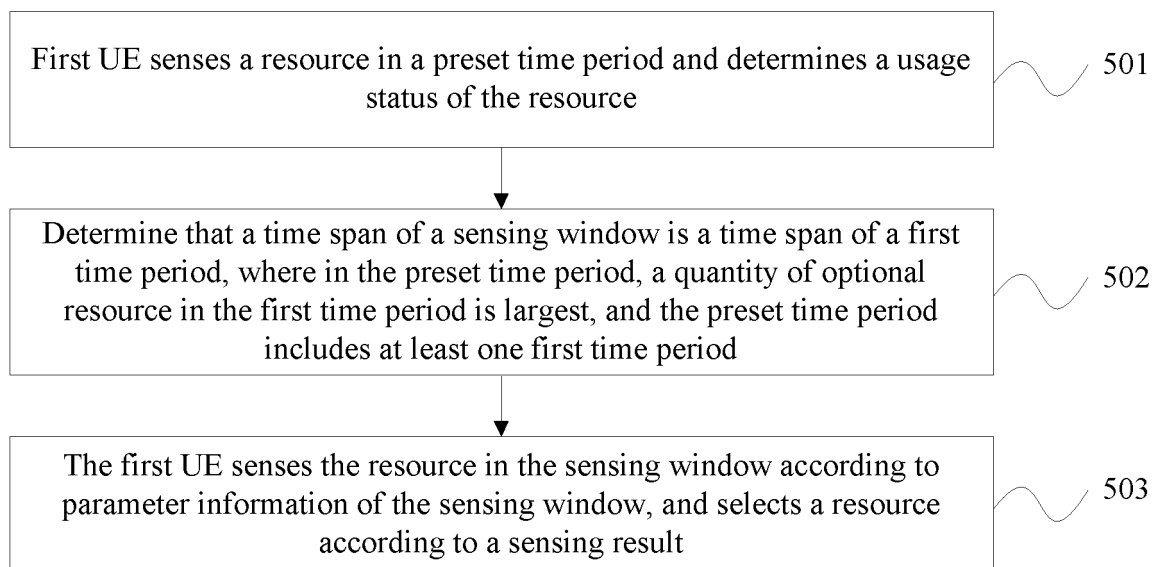 First UE senses a resource in a preset time period and determines a usage
status of the resource
501
Determine that a time span of a sensing window is a time span of a first
time period, where in the preset time period, a quantity of optional
resource in the first time period is largest, and the preset time period
includes at least one first time period
502
The first UE senses the resource in the sensing window according to
parameter information of the sensing window, and selects a resource
according to a sensing result
503